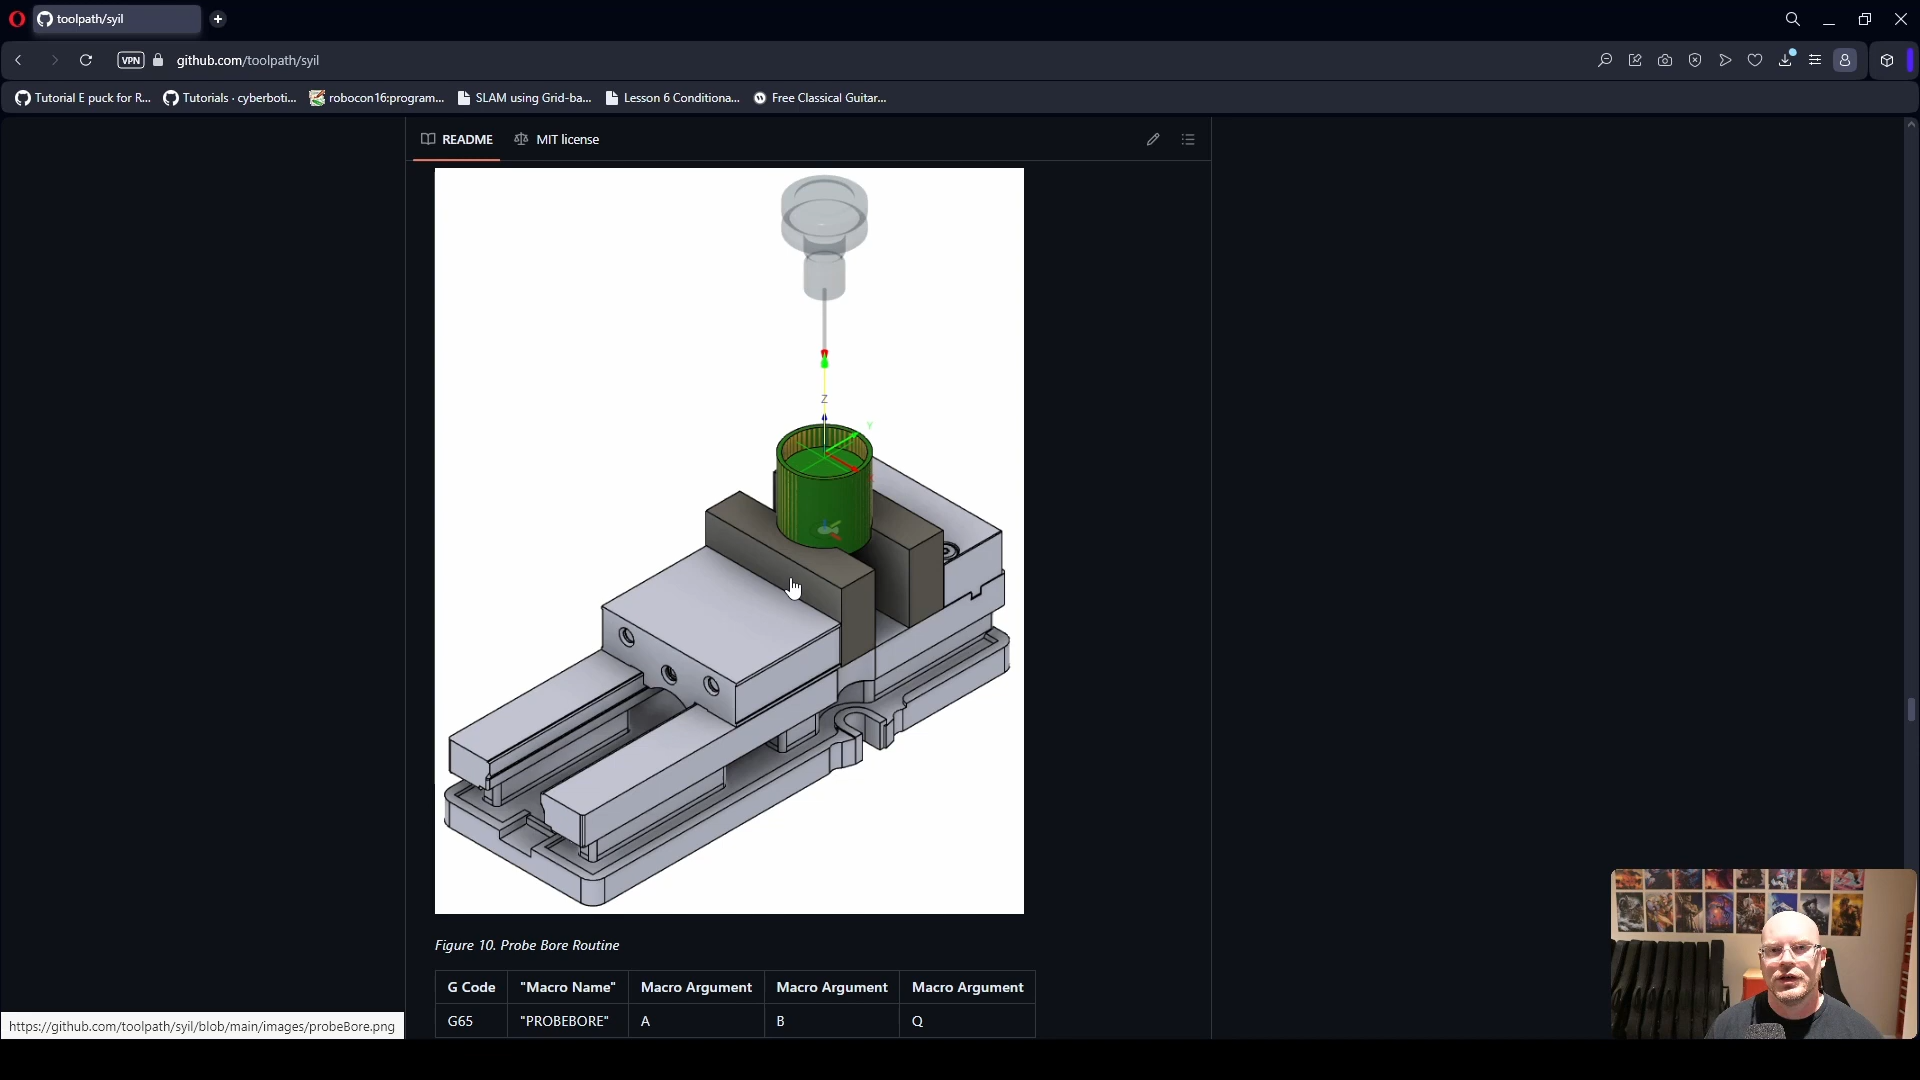 toolpath/syil
VPN
github.com/toolpath/syil
Tutorial E puck for R...
Tutorials · cyberboti...
robocon16:program...
SLAM using Grid-ba...
Lesson 6 Conditiona...
Free Classical Guitar...
README
MIT license
Z
Y
Figure 10. Probe Bore Routine
G Code "Macro Name" Macro Argument Macro Argument Macro Argument
G65 "PROBEBORE" A B Q
https://github.com/toolpath/syil/blob/main/images/probeBore.png